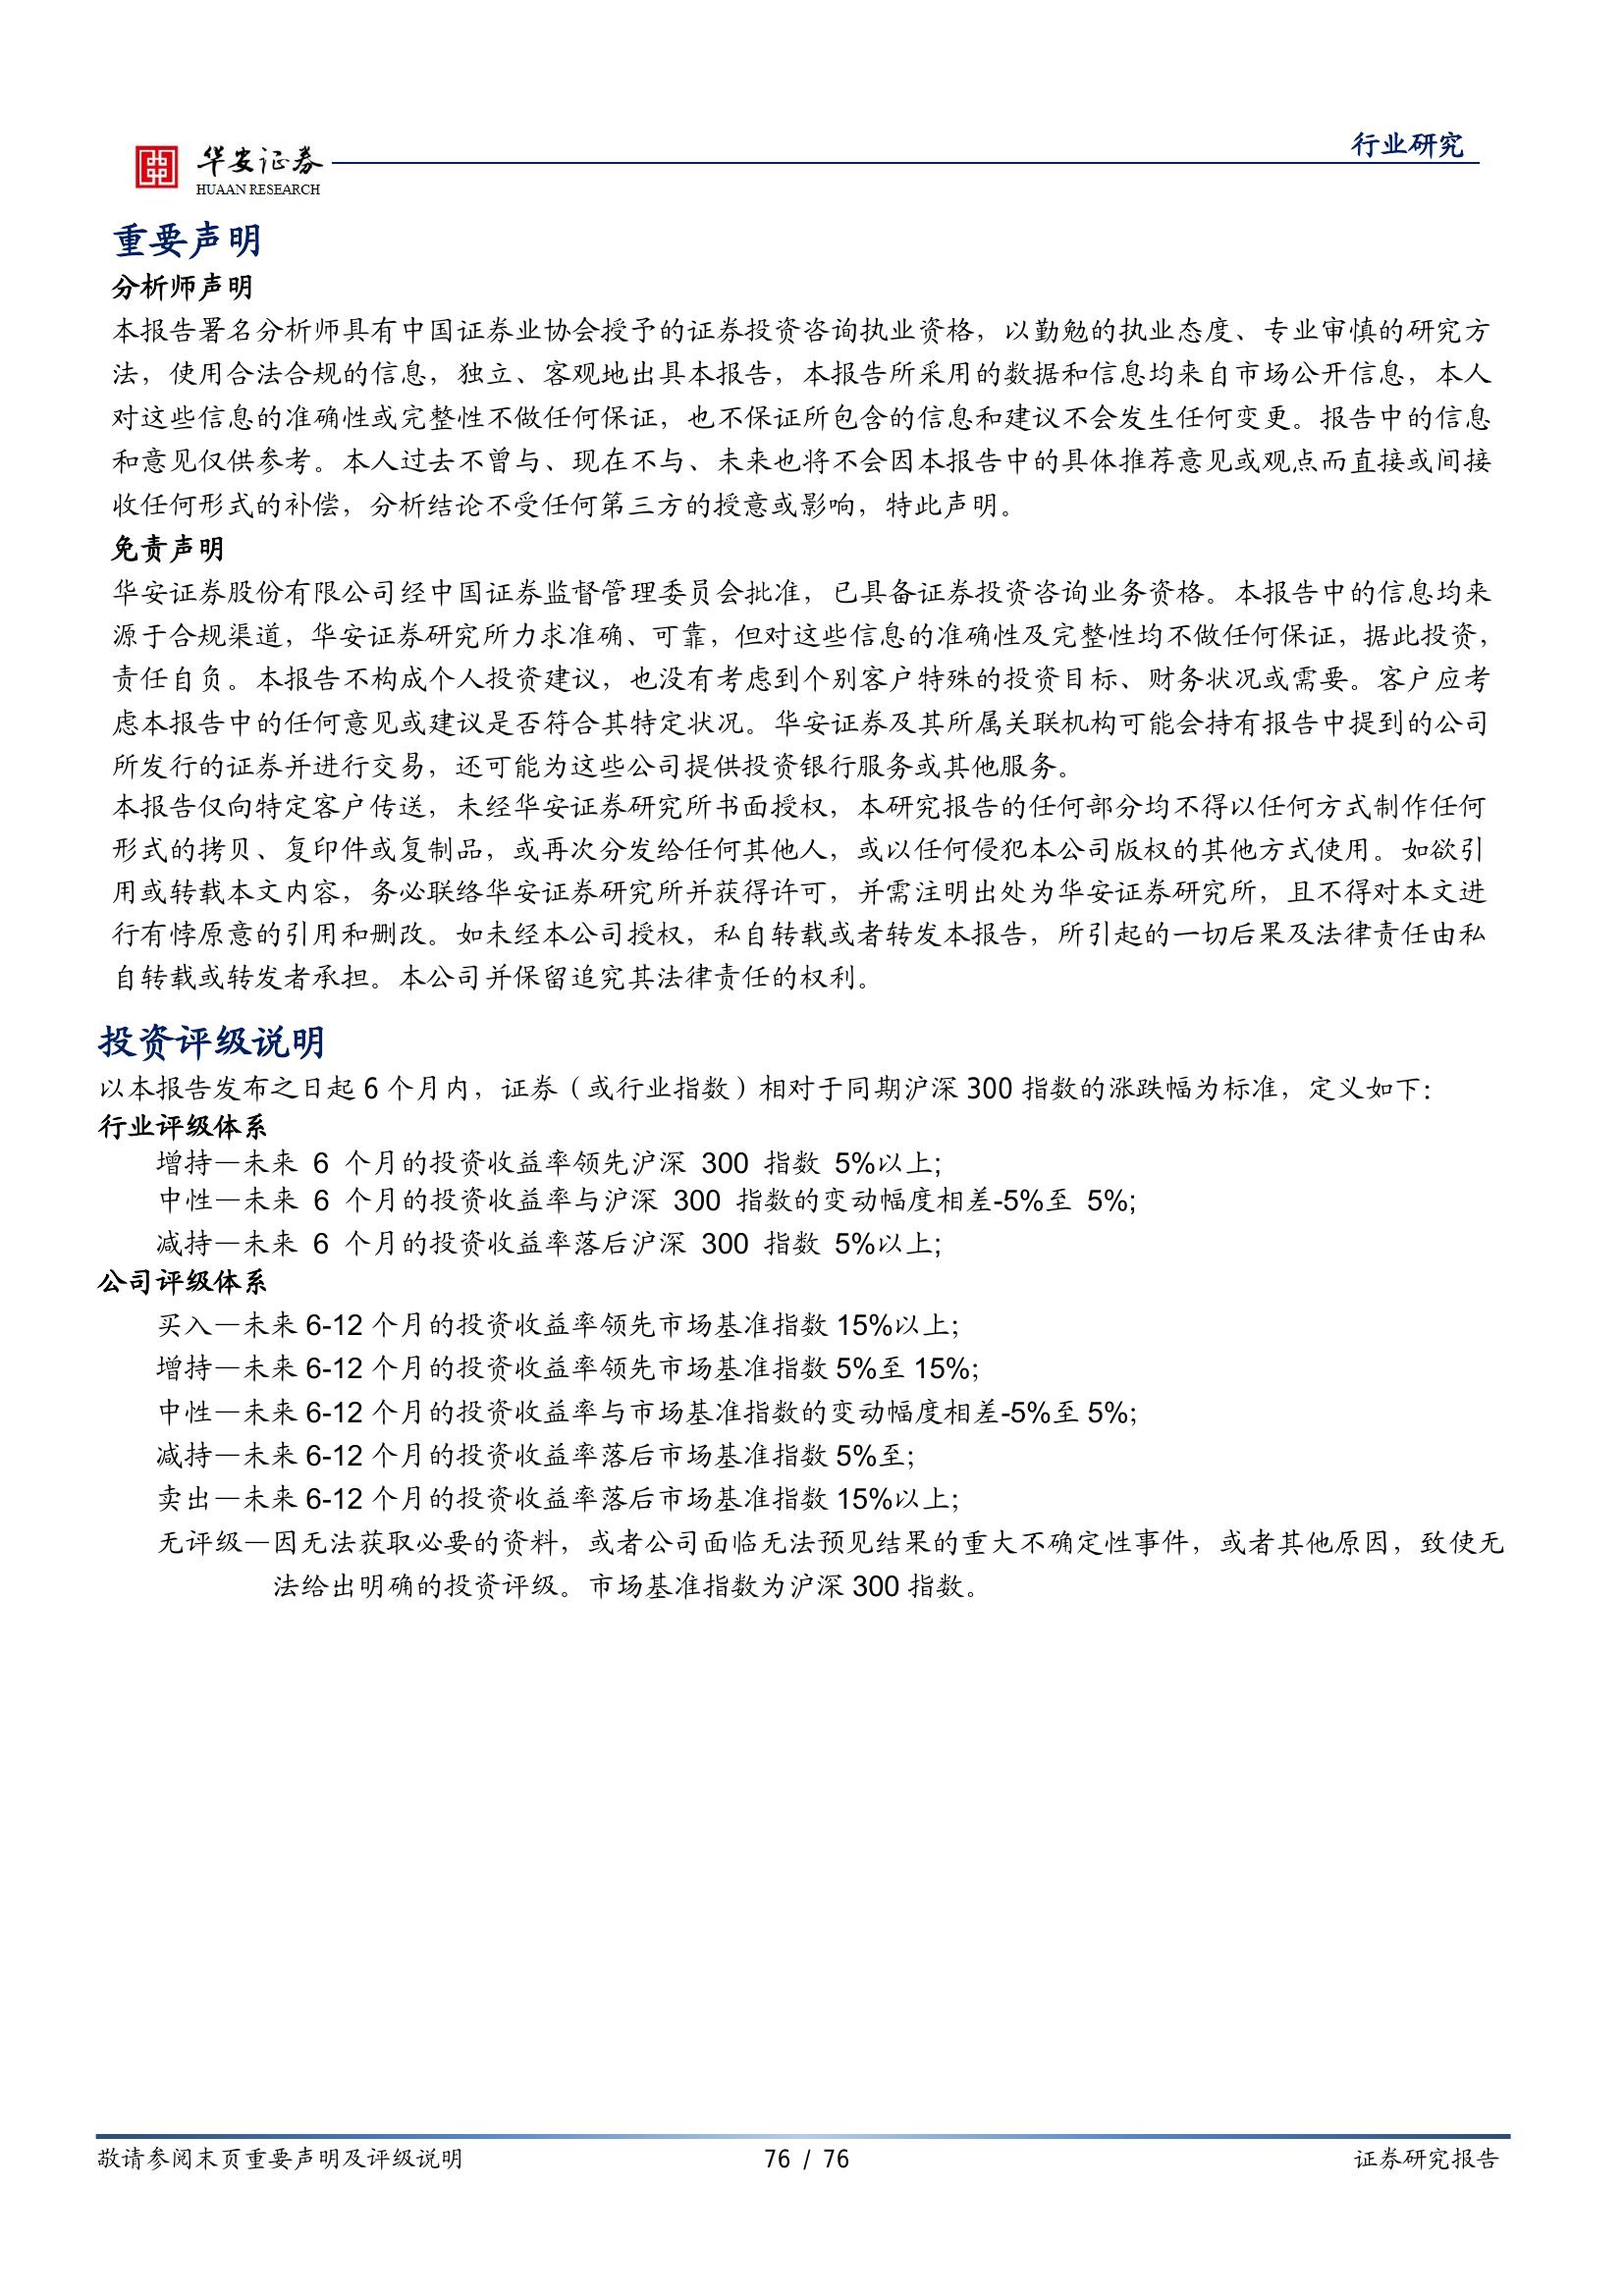 华安证券
HUAAN RESEARCH
行业研究
重要声明
分析师声明
本报告署名分析师具有中国证券业协会授予的证券投资咨询执业资格，以勤勉的执业态度、专业审慎的研究方
法，使用合法合规的信息，独立、客观地出具本报告，本报告所采用的数据和信息均来自市场公开信息，本人
对这些信息的准确性或完整性不做任何保证，也不保证所包含的信息和建议不会发生任何变更。报告中的信息
和意见仅供参考。本人过去不曾与、现在不与、未来也将不会因本报告中的具体推荐意见或观点而直接或间接
收任何形式的补偿，分析结论不受任何第三方的授意或影响，特此声明。
免责声明
华安证券股份有限公司经中国证券监督管理委员会批准，已具备证券投资咨询业务资格。本报告中的信息均来
源于合规渠道，华安证券研究所力求准确、可靠，但对这些信息的准确性及完整性均不做任何保证，据此投资，
责任自负。本报告不构成个人投资建议，也没有考虑到个别客户特殊的投资目标、财务状况或需要。客户应考
虑本报告中的任何意见或建议是否符合其特定状况。华安证券及其所属关联机构可能会持有报告中提到的公司
所发行的证券并进行交易，还可能为这些公司提供投资银行服务或其他服务。
本报告仅向特定客户传送，未经华安证券研究所书面授权，本研究报告的任何部分均不得以任何方式制作任何
形式的拷贝、复印件或复制品，或再次分发给任何其他人，或以任何侵犯本公司版权的其他方式使用。如欲引
用或转载本文内容，务必联络华安证券研究所并获得许可，并需注明出处为华安证券研究所，且不得对本文进
行有悖原意的引用和删改。如未经本公司授权，私自转载或者转发本报告，所引起的一切后果及法律责任由私
自转载或转发者承担。本公司并保留追究其法律责任的权利。
投资评级说明
以本报告发布之日起 6 个月内，证券（或行业指数）相对于同期沪深 300 指数的涨跌幅为标准，定义如下：
行业评级体系
增持—未来 6 个月的投资收益率领先沪深 300 指数 5%以上;
中性—未来 6 个月的投资收益率与沪深 300 指数的变动幅度相差-5%至 5%;
减持—未来 6 个月的投资收益率落后沪深 300 指数 5%以上;
公司评级体系
买入—未来 6-12 个月的投资收益率领先市场基准指数 15%以上;
增持—未来 6-12 个月的投资收益率领先市场基准指数 5%至 15%;
中性—未来 6-12 个月的投资收益率与市场基准指数的变动幅度相差-5%至 5%;
减持—未来 6-12 个月的投资收益率落后市场基准指数 5%至;
卖出—未来 6-12 个月的投资收益率落后市场基准指数 15%以上;
无评级—因无法获取必要的资料，或者公司面临无法预见结果的重大不确定性事件，或者其他原因，致使无
法给出明确的投资评级。市场基准指数为沪深 300 指数。
敬请参阅末页重要声明及评级说明
76 / 76
证券研究报告